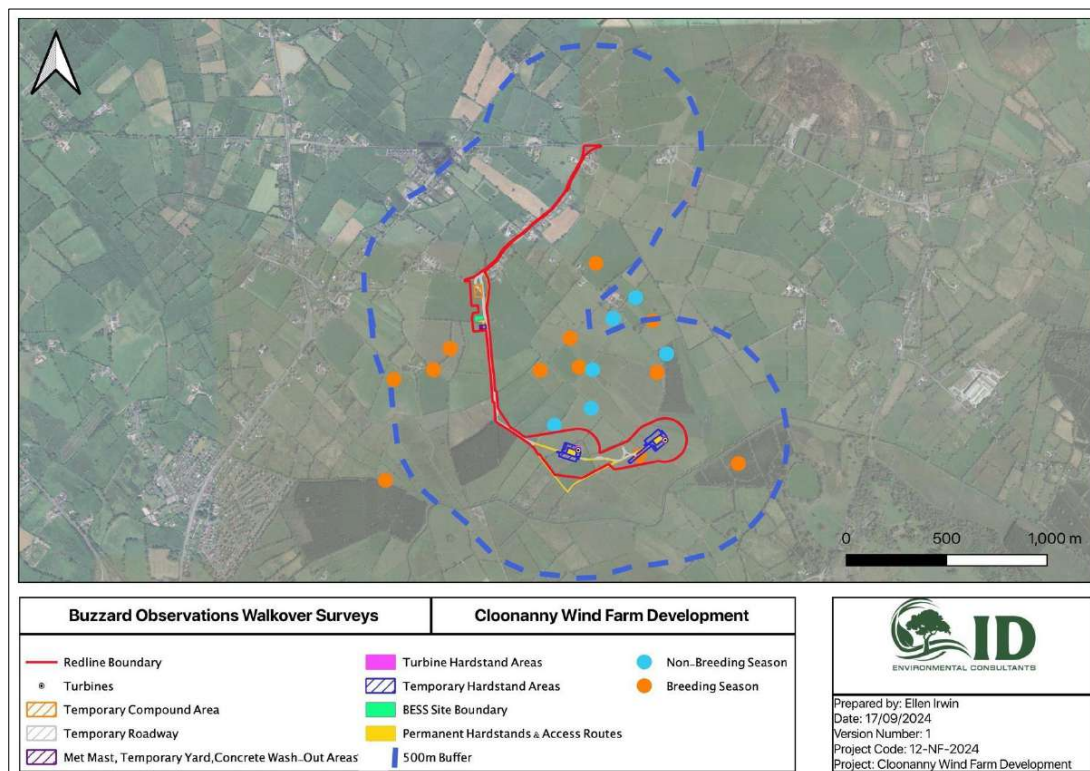 0 500 1,000 m
Buzzard Observations Walkover Surveys
Cloonanny Wind Farm Development
Redline Boundary
Turbines
Temporary Compound Area
Temporary Roadway
Met Mast, Temporary Yard,Concrete Wash-Out Areas
Turbine Hardstand Areas
Temporary Hardstand Areas
BESS Site Boundary
Permanent Hardstands & Access Routes
500m Buffer
Non-Breeding Season
Breeding Season
ID
ENVIRONMENTAL CONSULTANTS
Prepared by: Ellen Irwin
Date: 17/09/2024
Version Number: 1
Project Code: 12-NF-2024
Project: Cloonanny Wind Farm Development